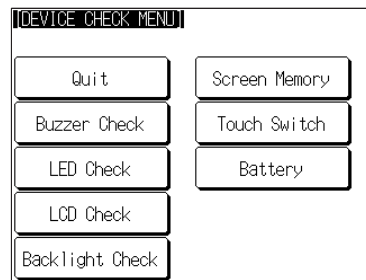 [DEVICE CHECK MENU]
Quit
Screen Memory
Buzzer Check
Touch Switch
LED Check
Battery
LCD Check
Backlight Check